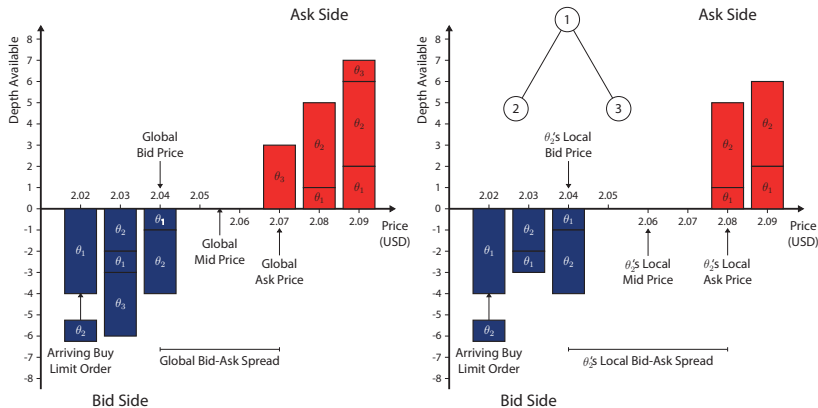 Ask Side
Depth Available
8
7
6
5
4
3
2
1
0
-1
-2
-3
-4
-5
-6
-7
-8
θ3
θ2
θ1
θ2
θ1
θ3
Global
Bid Price
2.02
2.03
2.04
2.05
2.06
2.07
2.08
2.09
Price
(USD)
θ1
θ2
θ1
θ3
θ1
θ2
Global
Mid Price
Global
Ask Price
θ2
Arriving Buy
Limit Order
Global Bid-Ask Spread
Bid Side
Ask Side
Depth Available
8
7
6
5
4
3
2
1
0
-1
-2
-3
-4
-5
-6
-7
-8
1
2
3
θ2's Local
Bid Price
θ2
θ1
θ2
θ1
2.02
2.03
2.04
2.05
2.06
2.07
2.08
2.09
Price
(USD)
θ1
θ2
θ1
θ1
θ2
θ2's Local
Mid Price
θ2's Local
Ask Price
θ2
Arriving Buy
Limit Order
θ2's Local Bid-Ask Spread
Bid Side